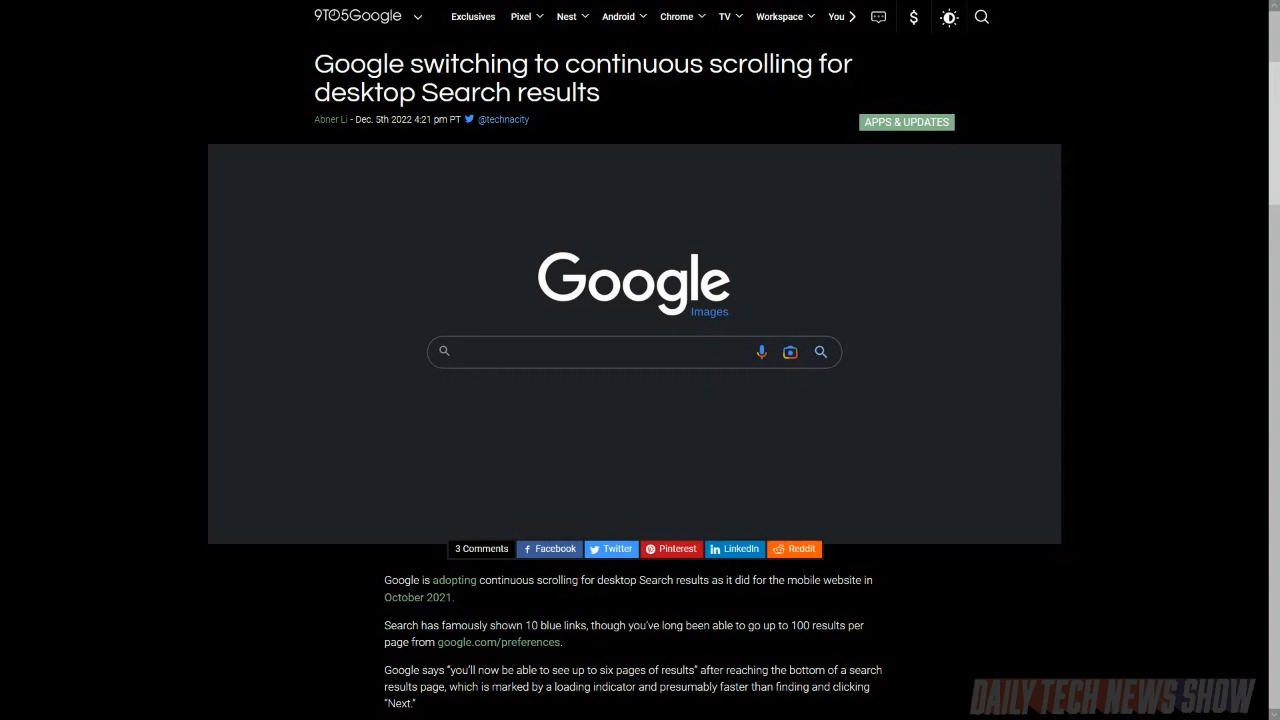 9TO5Google
Exclusives Pixel Nest Android Chrome TV Workspace You
Google switching to continuous scrolling for
desktop Search results
Abner Li - Dec. 5th 2022 4:21 pm PT @technacity
APPS & UPDATES
Google
Images
3 Comments Facebook Twitter Pinterest LinkedIn Reddit
Google is adopting continuous scrolling for desktop Search results as it did for the mobile website in
October 2021.
Search has famously shown 10 blue links, though you’ve long been able to go up to 100 results per
page from google.com/preferences.
Google says “you’ll now be able to see up to six pages of results” after reaching the bottom of a search
results page, which is marked by a loading indicator and presumably faster than finding and clicking
“Next.”
DAILY TECH NEWS SHOW